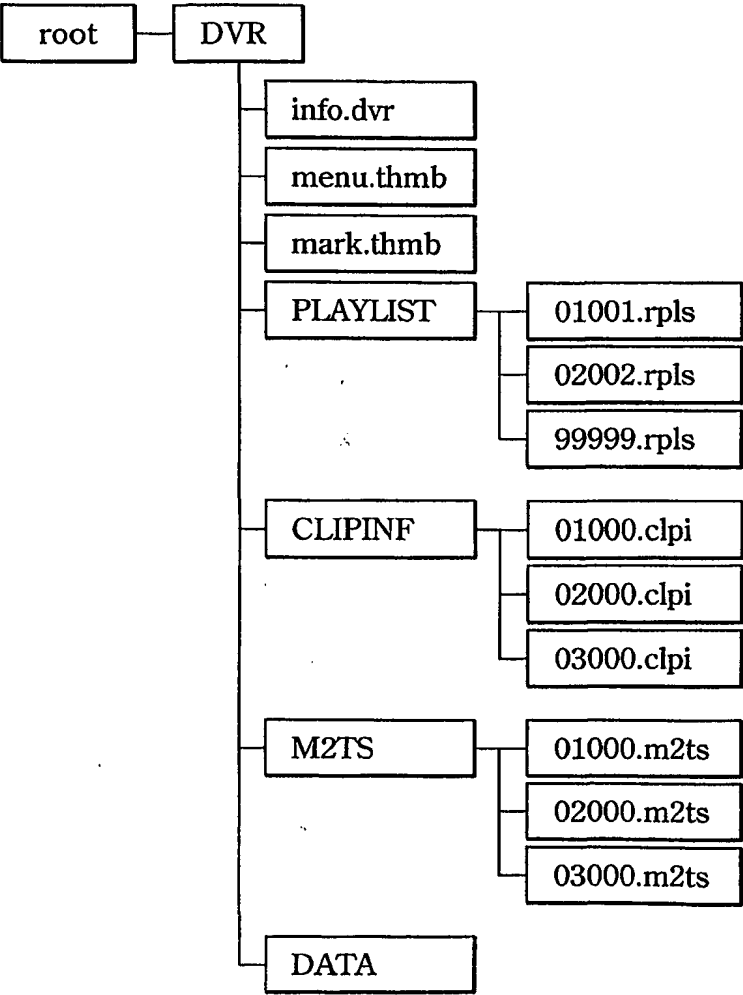 root
DVR
info.dvr
menu.thmb
mark.thmb
PLAYLIST
01001.rpls
02002.rpls
99999.rpls
CLIPINF
01000.clpi
02000.clpi
03000.clpi
M2TS
01000.m2ts
02000.m2ts
03000.m2ts
DATA